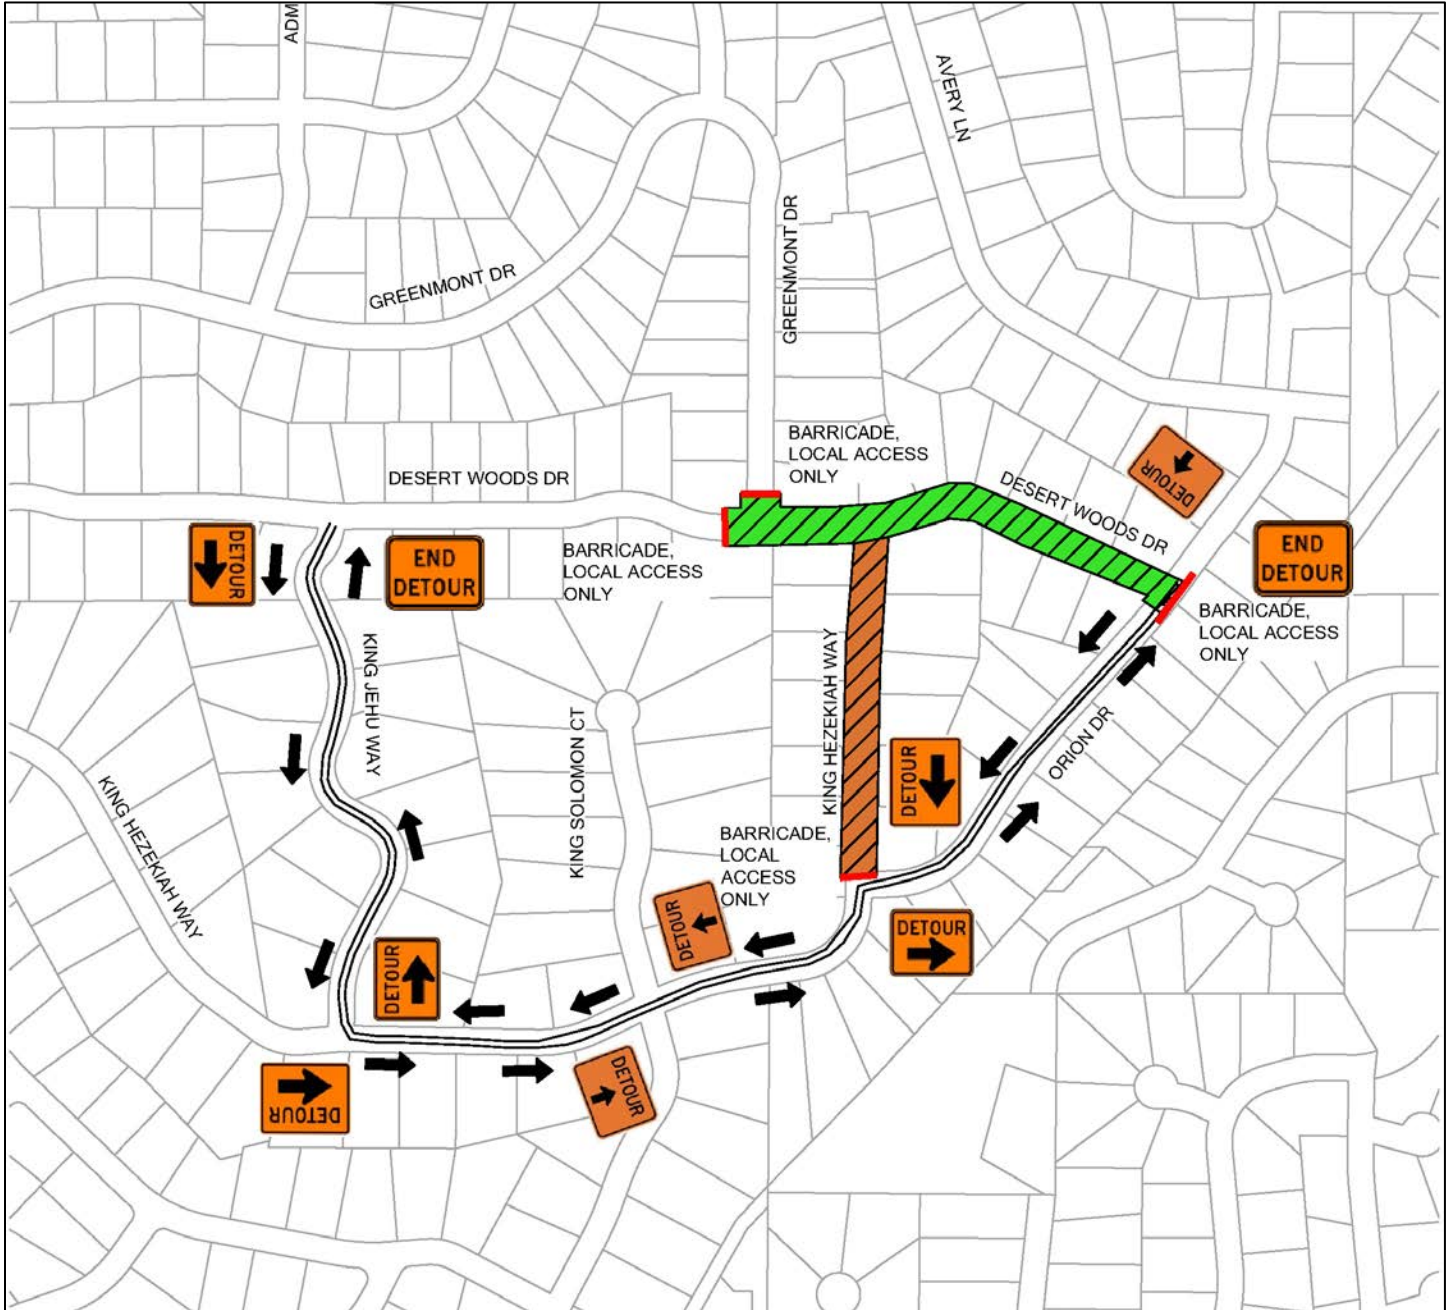 ADM
AVERY LN
GREENMONT DR
GREENMONT DR
BARRICADE,
LOCAL ACCESS
ONLY
DETOUR
DESERT WOODS DR
DESERT WOODS DR
DETOUR
END
DETOUR
BARRICADE,
LOCAL ACCESS
ONLY
END
DETOUR
BARRICADE,
LOCAL ACCESS
ONLY
KING JEHU WAY
KING SOLOMON CT
KING HEZEKIAH WAY
ORION DR
DETOUR
KING HEZEKIAH WAY
BARRICADE,
LOCAL
ACCESS
ONLY
DETOUR
DETOUR
DETOUR
DETOUR
DETOUR